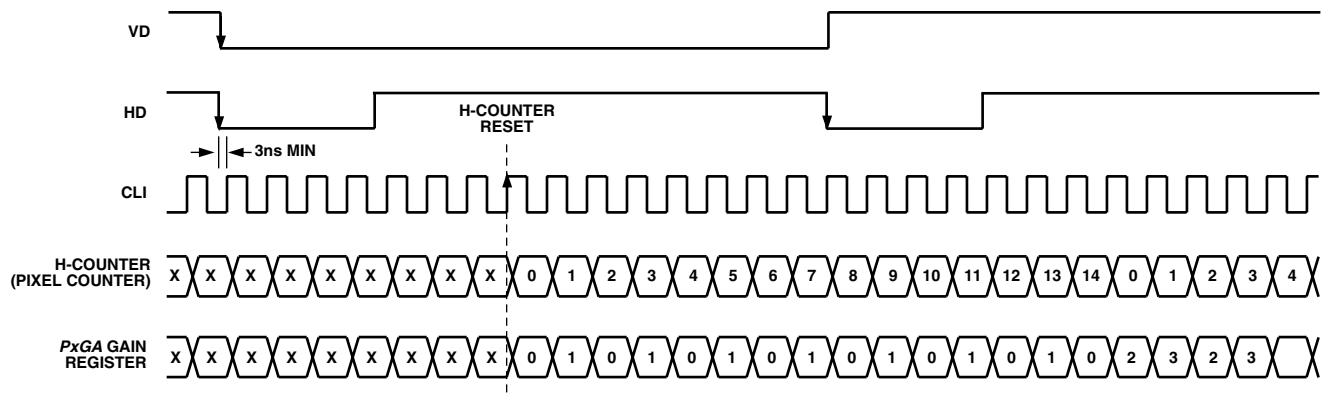 VD
HD
H-COUNTER
RESET
3ns MIN
CLI
H-COUNTER
(PIXEL COUNTER)
X X X X X X X X X 0 1 2 3 4 5 6 7 8 9 10 11 12 13 14 0 1 2 3 4
PxGA GAIN
REGISTER
X X X X X X X X X 0 1 0 1 0 1 0 1 0 1 0 1 0 1 0 2 3 2 3